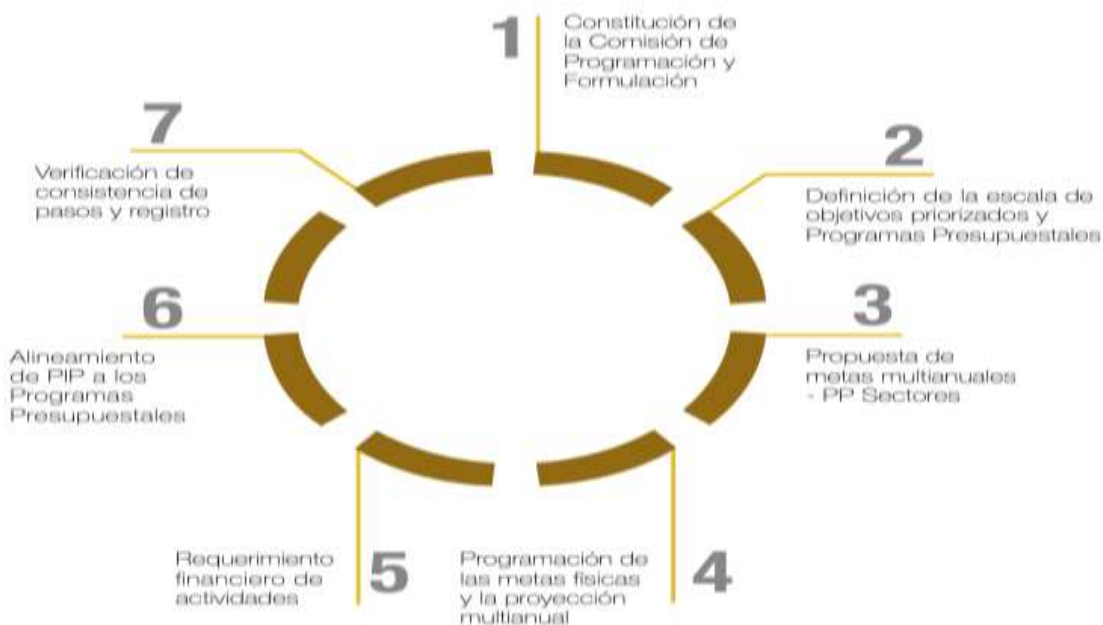 1
Constitución de
la Comisión de
Programación y
Formulación
2
Definición de la escala de
objetivos priorizados y
Programas Presupuestales
3
Propuesta de
metas multianuales
- PP Sectores
4
Programación de
las metas físicas
y la proyección
multianual
5
Requerimiento
financiero de
actividades
6
Alineamiento
de PIP a los
Programas
Presupuestales
7
Verificación de
consistencia de
pasos y registro